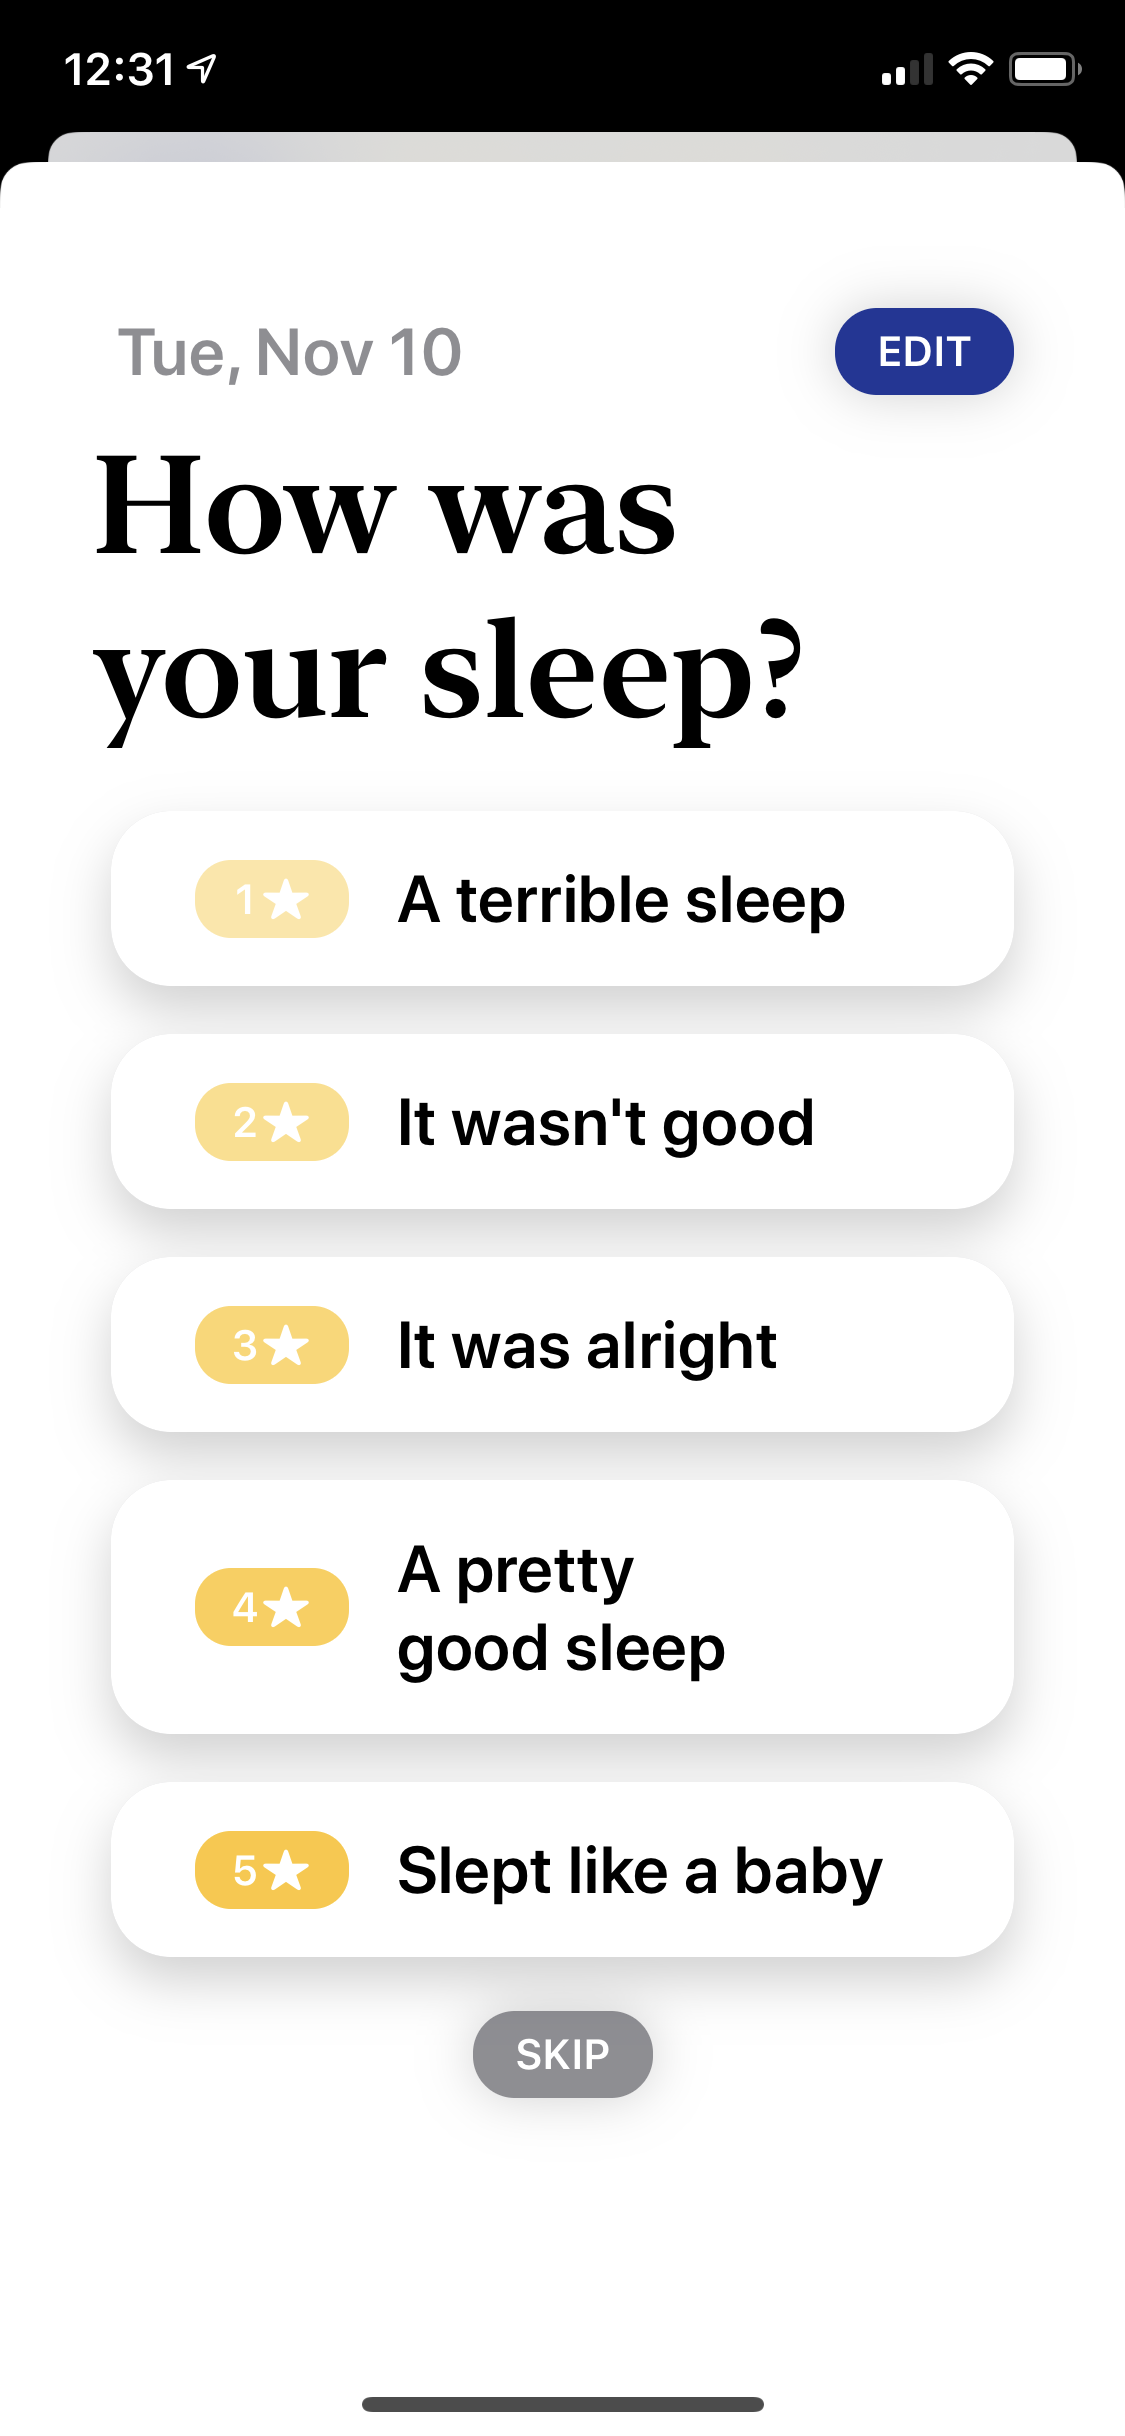 12:31
Tue, Nov 10
EDIT
How was
your sleep?
1★ A terrible sleep
2★ It wasn't good
3★ It was alright
4★ A pretty
good sleep
5★ Slept like a baby
SKIP